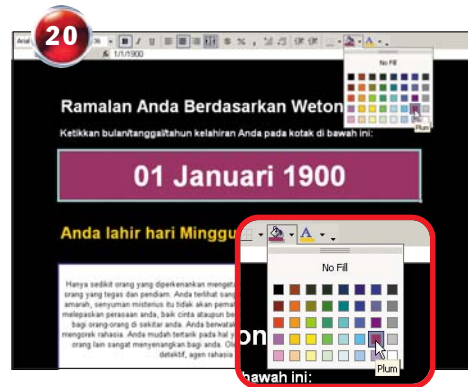 20
Arial
1/1/1900
No Fill
Plum
Ramalan Anda Berdasarkan Weton
Ketikkan bulan/tanggal/tahun kelahiran Anda pada kotak di bawah ini:
01 Januari 1900
Anda lahir hari Minggu
Hanya sedikit orang yang diperkenankan mengeta
orang yang tegas dan pendiam. Anda terlihat sang
amarah, senyuman misterius itu tidak akan pernah
melepaskan perasaan anda, baik cinta ataupun be
bagi orang-orang di sekitar anda. Anda berwatak
mengorek rahasia. Anda mudah tertarik pada hal y
orang lain sangat menyenangkan bagi anda. Ole
detektif, agen rahasia
No Fill
Plum
on
bawah ini: